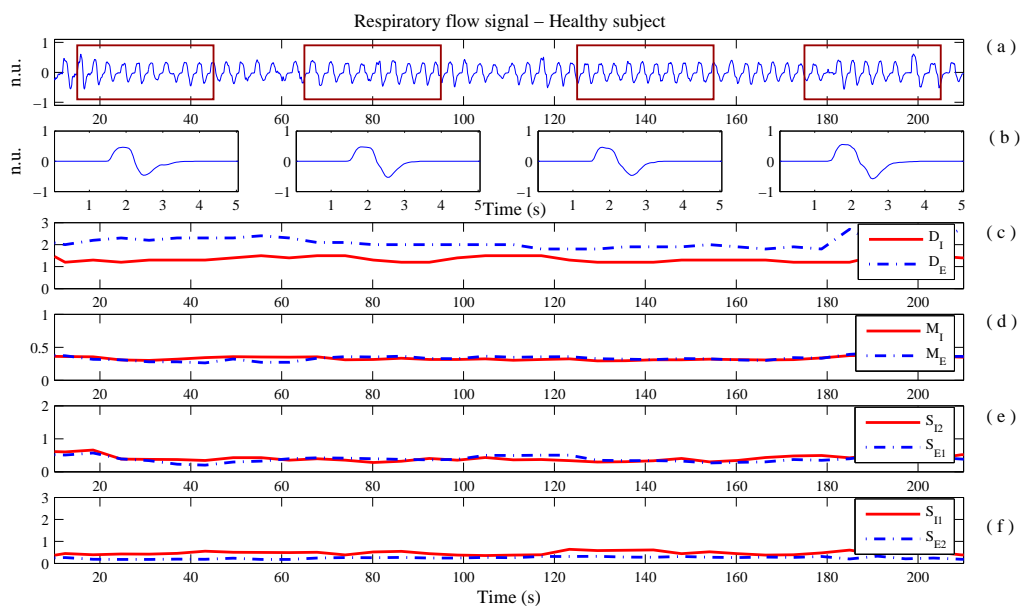 Respiratory flow signal – Healthy subject
( a )
n.u.
1
0
−1
20 40 60 80 100 120 140 160 180 200
( b )
n.u.
1
0
−1
1 2 3 4 5 1 2 3 4 5 1 2 3 4 5 1 2 3 4 5
Time (s)
( c )
3
2
1
0
D_I
D_E
20 40 60 80 100 120 140 160 180 200
( d )
1
0.5
0
M_I
M_E
20 40 60 80 100 120 140 160 180 200
( e )
2
1
0
S_I2
S_E1
20 40 60 80 100 120 140 160 180 200
( f )
3
2
1
0
S_I1
S_E2
20 40 60 80 100 120 140 160 180 200
Time (s)